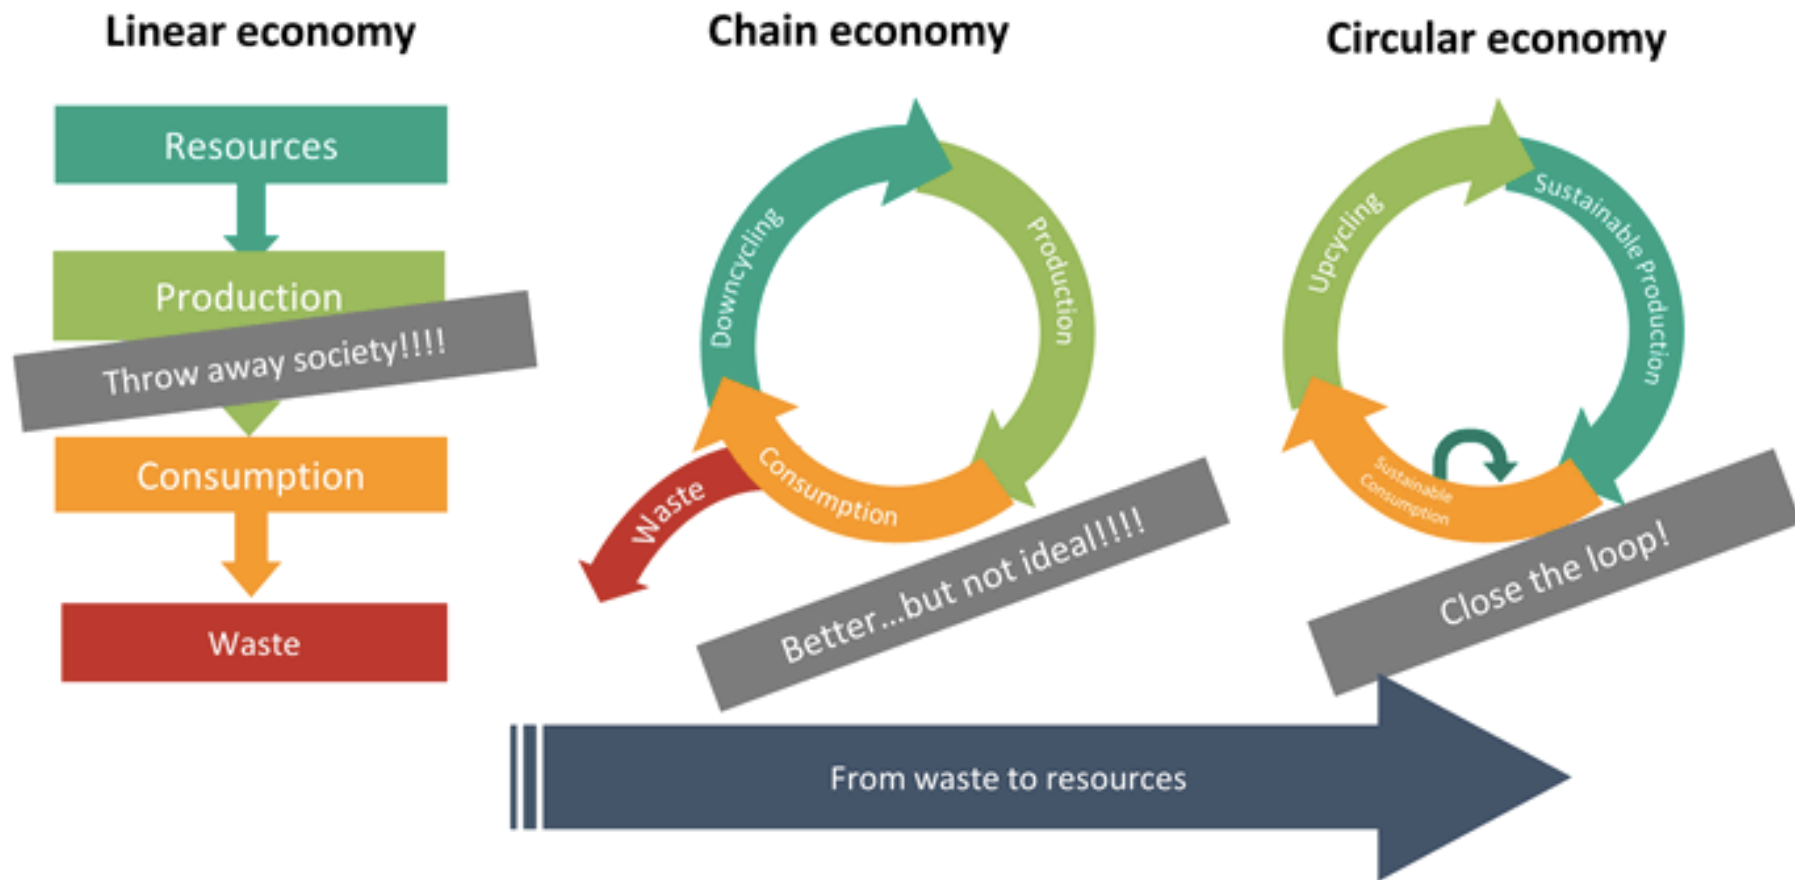 Linear economy
Resources
Production
Throw away society!!!!
Consumption
Waste
Chain economy
Downcycling
Production
Consumption
Waste
Better...but not ideal!!!!!
Circular economy
Upcycling
Sustainable Production
Sustainable
Consumption
Close the loop!
From waste to resources